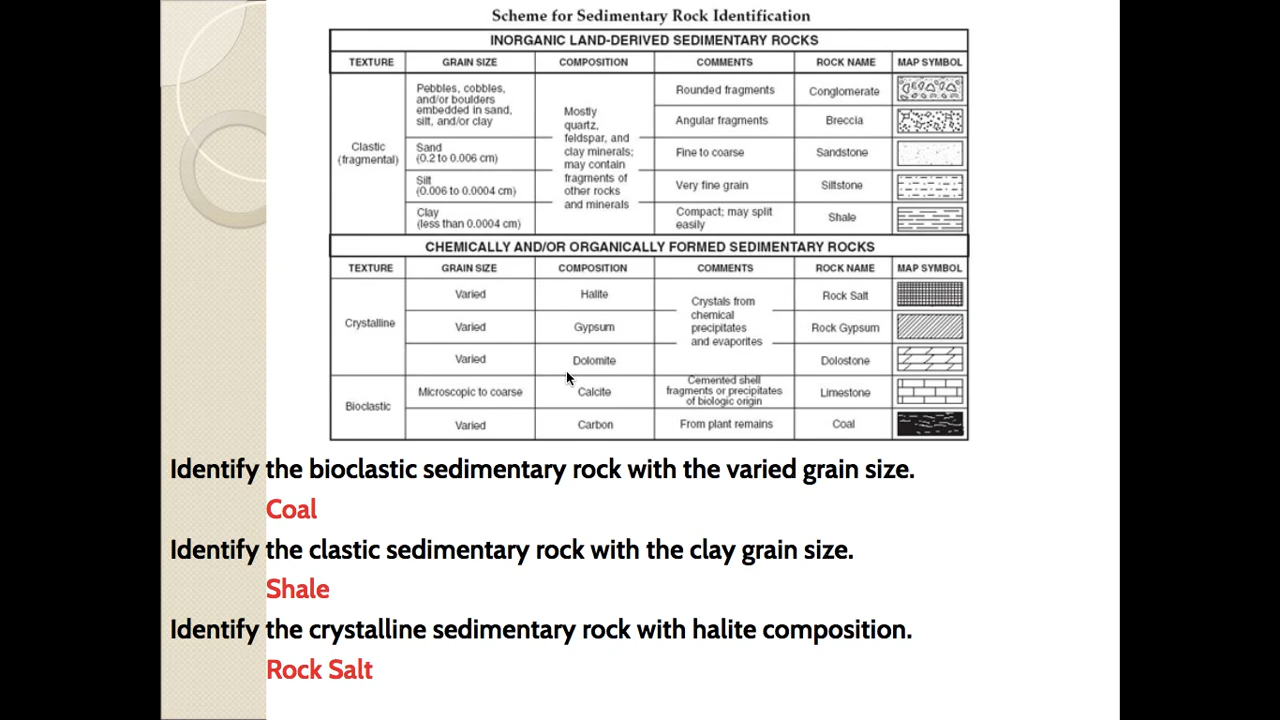 Scheme for Sedimentary Rock Identification
INORGANIC LAND-DERIVED SEDIMENTARY ROCKS
TEXTURE GRAIN SIZE COMPOSITION COMMENTS ROCK NAME MAP SYMBOL
Clastic
(fragmental)
Pebbles, cobbles,
and/or boulders
embedded in sand,
silt, and/or clay
Mostly
quartz,
feldspar, and
clay minerals;
may contain
fragments of
other rocks
and minerals
Rounded fragments Conglomerate
Angular fragments Breccia
Sand
(0.2 to 0.006 cm)
Fine to coarse Sandstone
Silt
(0.006 to 0.0004 cm)
Very fine grain Siltstone
Clay
(less than 0.0004 cm)
Compact; may split
easily
Shale
CHEMICALLY AND/OR ORGANICALLY FORMED SEDIMENTARY ROCKS
TEXTURE GRAIN SIZE COMPOSITION COMMENTS ROCK NAME MAP SYMBOL
Crystalline
Varied Halite
Crystals from
chemical
precipitates
and evaporites
Rock Salt
Varied Gypsum Rock Gypsum
Varied Dolomite Dolostone
Bioclastic
Microscopic to coarse Calcite
Cemented shell
fragments or precipitates
of biologic origin
Limestone
Varied Carbon From plant remains Coal
Identify the bioclastic sedimentary rock with the varied grain size.
Coal
Identify the clastic sedimentary rock with the clay grain size.
Shale
Identify the crystalline sedimentary rock with halite composition.
Rock Salt